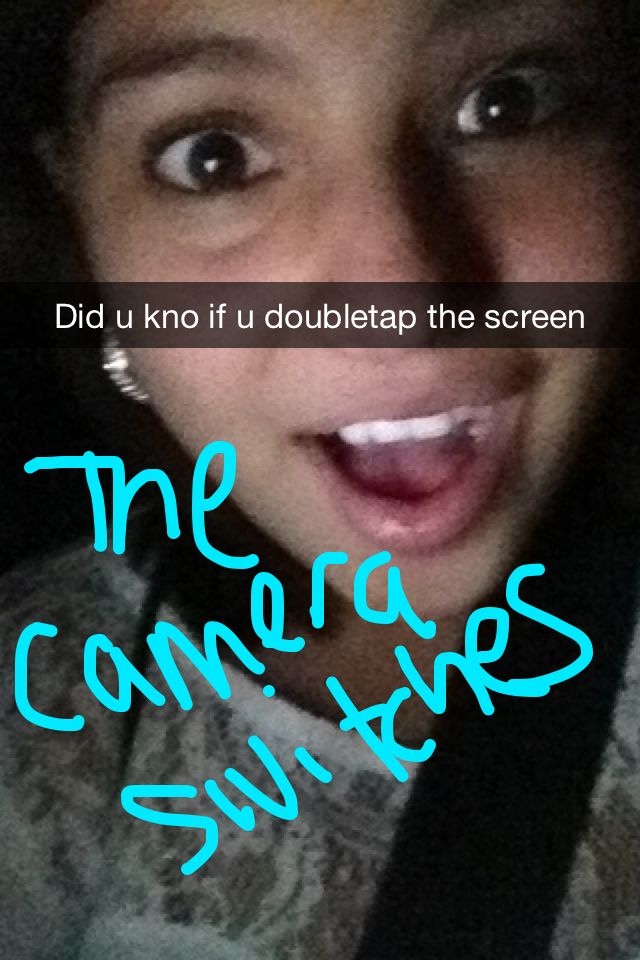 Did u kno if u doubletap the screen
The
camera
switches